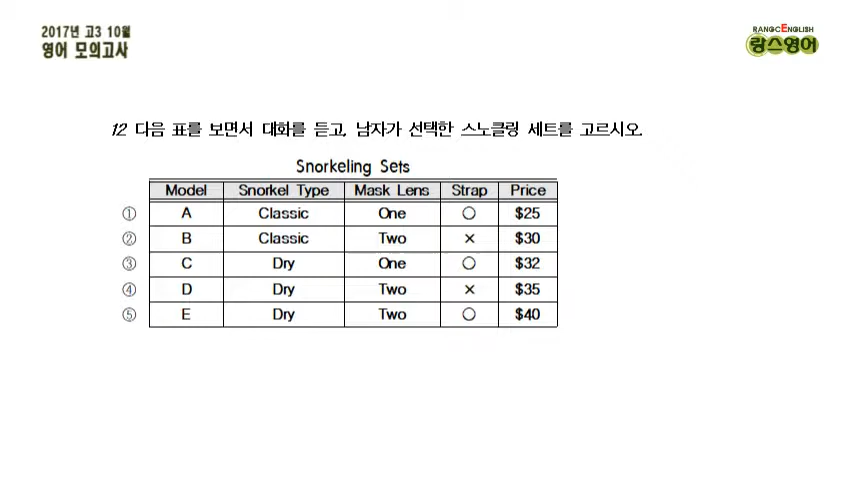 2017년 고3 10월
영어 모의고사
RANGCENGLISH
랑스영어
12 다음 표를 보면서 대화를 듣고, 남자가 선택한 스노클링 세트를 고르시오.
Snorkeling Sets
Model Snorkel Type Mask Lens Strap Price
① A Classic One ○ $25
② B Classic Two × $30
③ C Dry One ○ $32
④ D Dry Two × $35
⑤ E Dry Two ○ $40